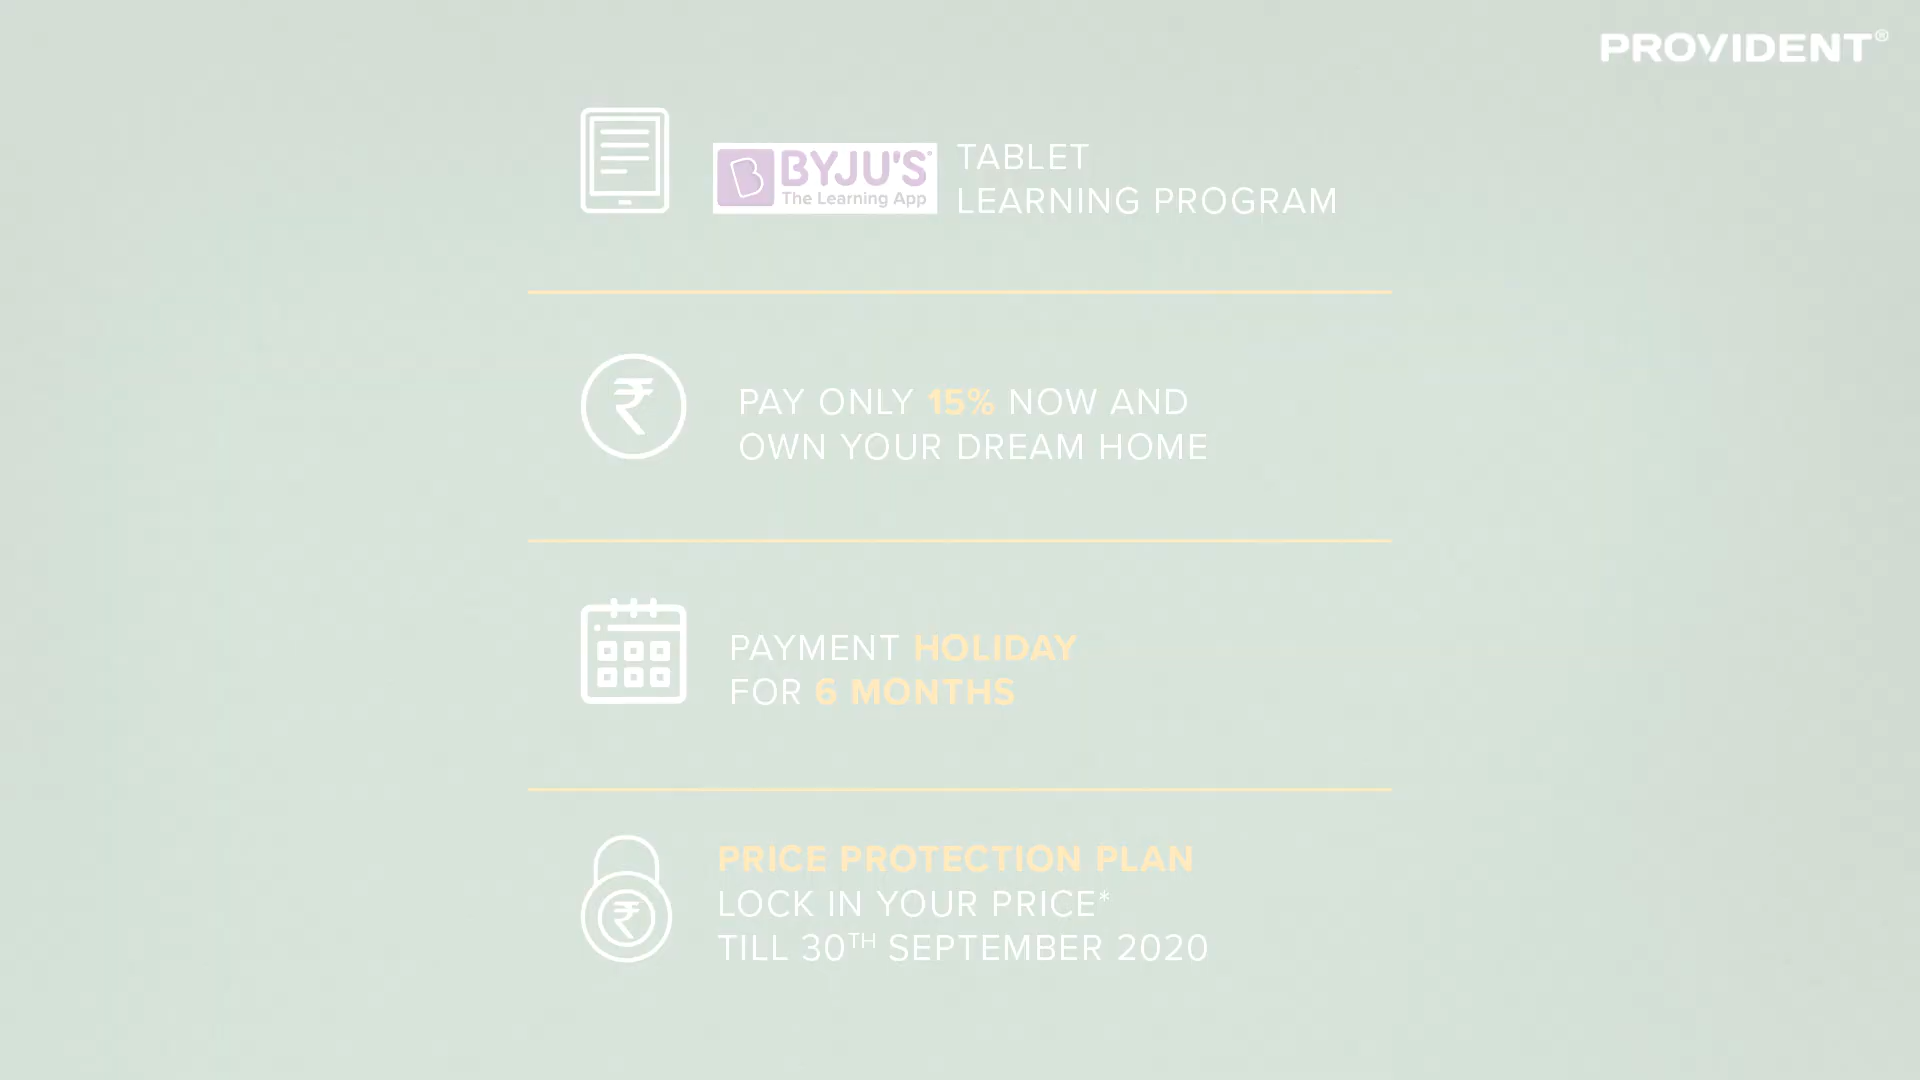 PROVIDENT®
BYJU'S
The Learning App
TABLET
LEARNING PROGRAM
PAY ONLY 15% NOW AND
OWN YOUR DREAM HOME
PAYMENT HOLIDAY
FOR 6 MONTHS
PRICE PROTECTION PLAN
LOCK IN YOUR PRICE*
TILL 30TH SEPTEMBER 2020